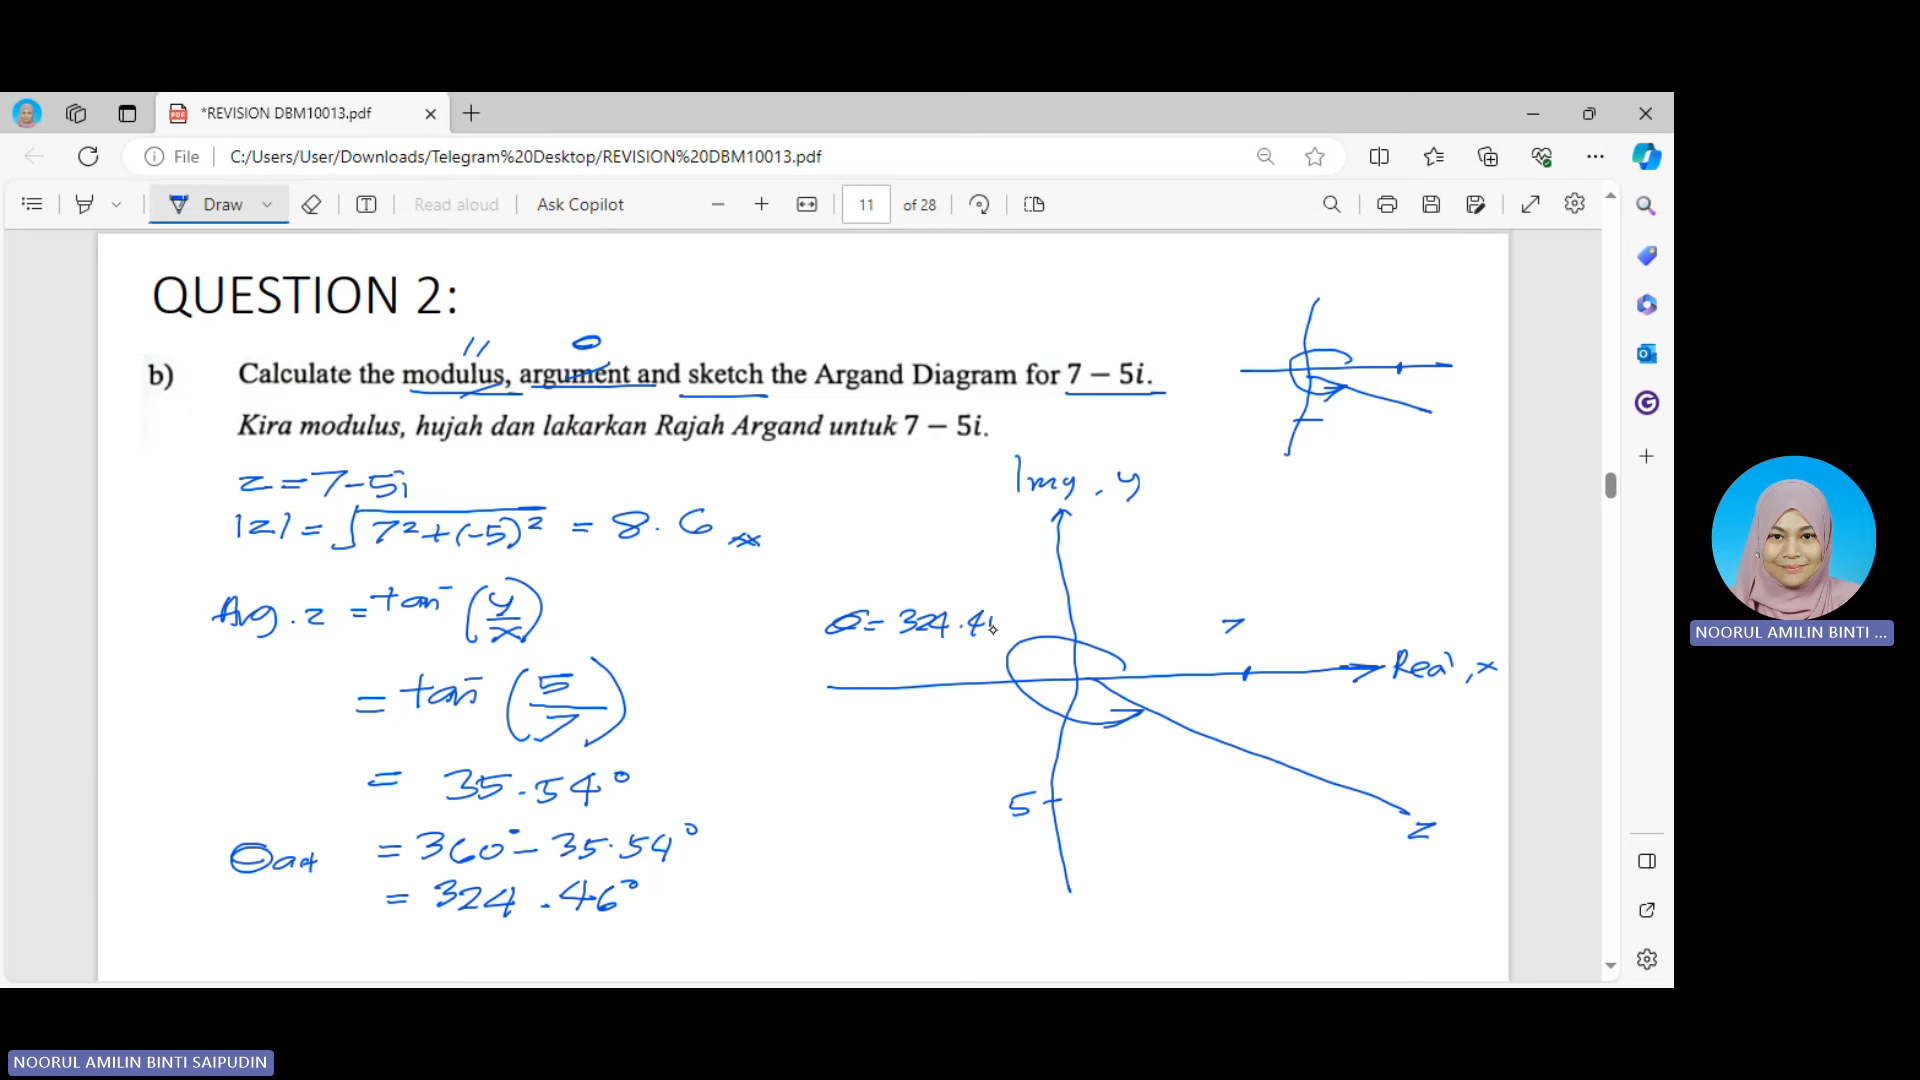 *REVISION DBM10013.pdf
File
C:/Users/User/Downloads/Telegram%20Desktop/REVISION%20DBM10013.pdf
Draw
Read aloud
Ask Copilot
11 of 28
QUESTION 2:
b) Calculate the modulus, argument and sketch the Argand Diagram for 7 – 5i.
Kira modulus, hujah dan lakarkan Rajah Argand untuk 7 – 5i.
z = 7-5i
|z| = √7²+(-5)² = 8.6
Arg. z = tan⁻ (y/x)
= tan⁻ (5/7)
= 35.54°
θact = 360° - 35.54°
= 324.46°
Img, y
θ = 324.4
7
Real, x
5
z
NOORUL AMILIN BINTI ...
NOORUL AMILIN BINTI SAIPUDIN